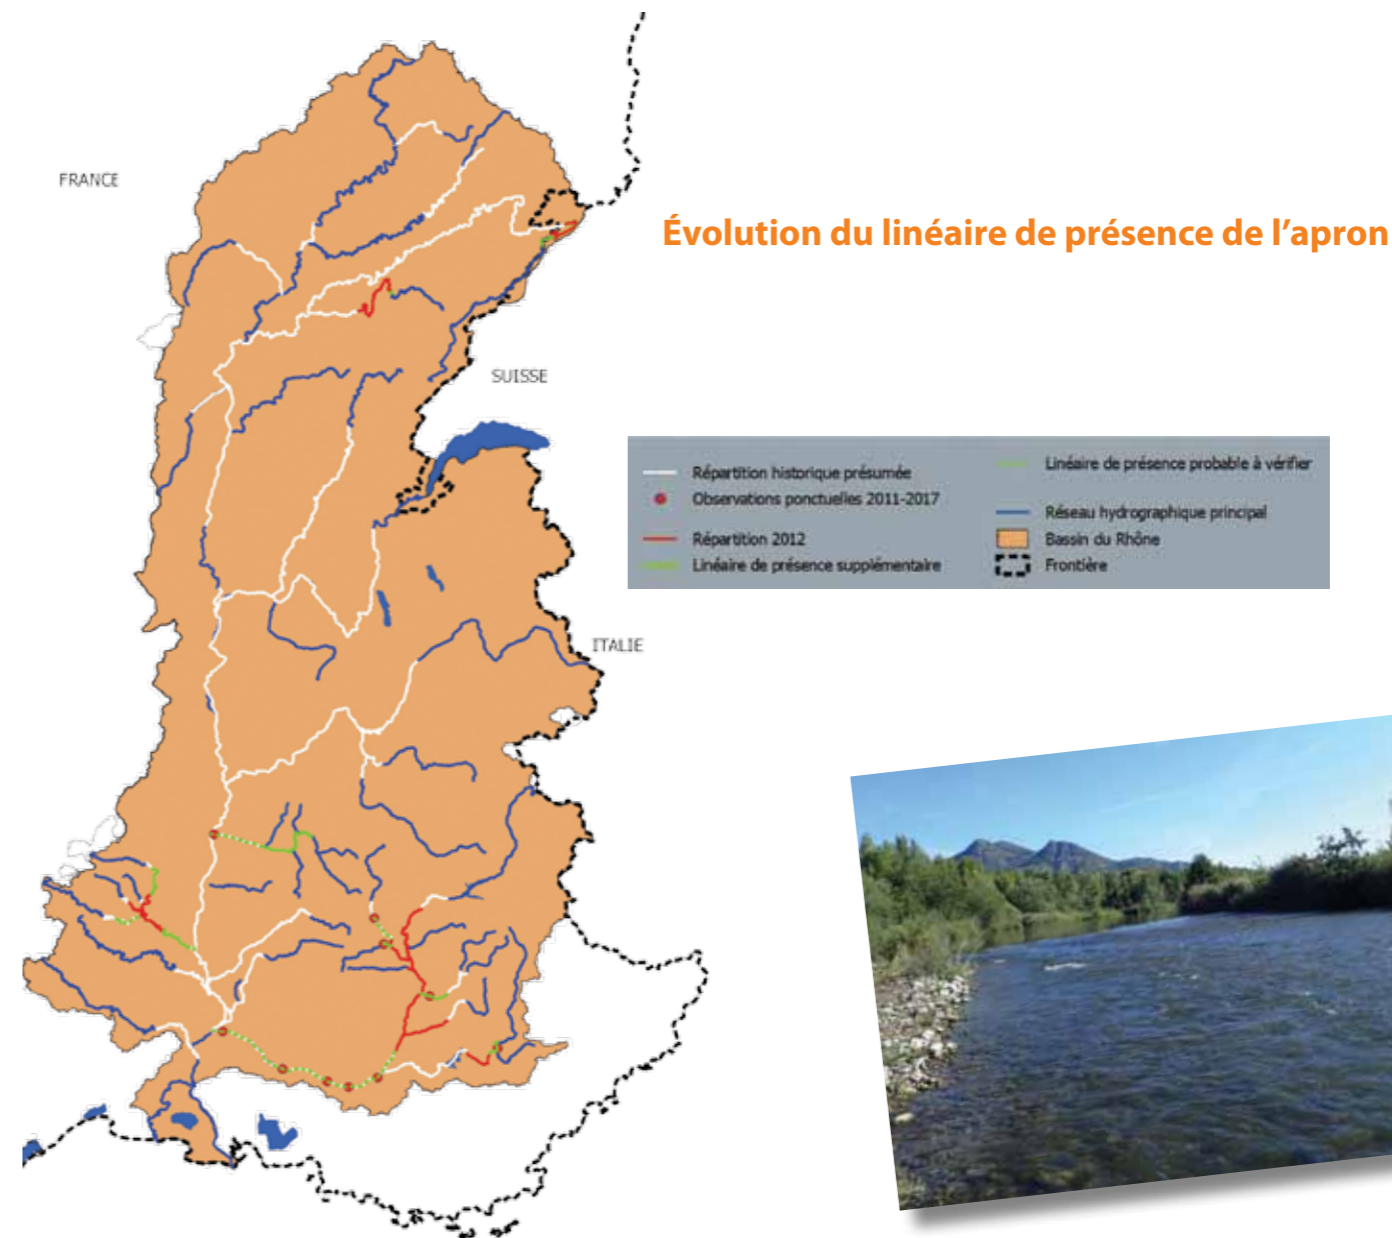 FRANCE
Évolution du linéaire de présence de l’apron
SUISSE
Répartition historique présumée
Observations ponctuelles 2011-2017
Répartition 2012
Linéaire de présence supplémentaire
Linéaire de présence probable à vérifier
Réseau hydrographique principal
Bassin du Rhône
Frontière
ITALIE